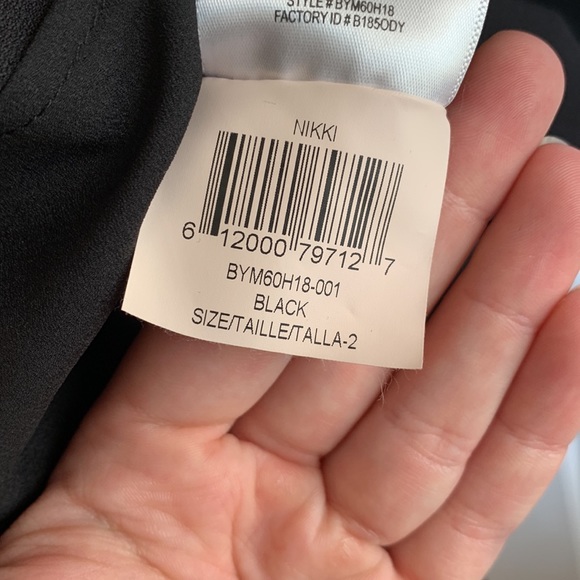 STYLE # BYM60H18
FACTORY ID # B185ODY
NIKKI
6 12000 79712 7
BYM60H18-001
BLACK
SIZE/TAILLE/TALLA-2